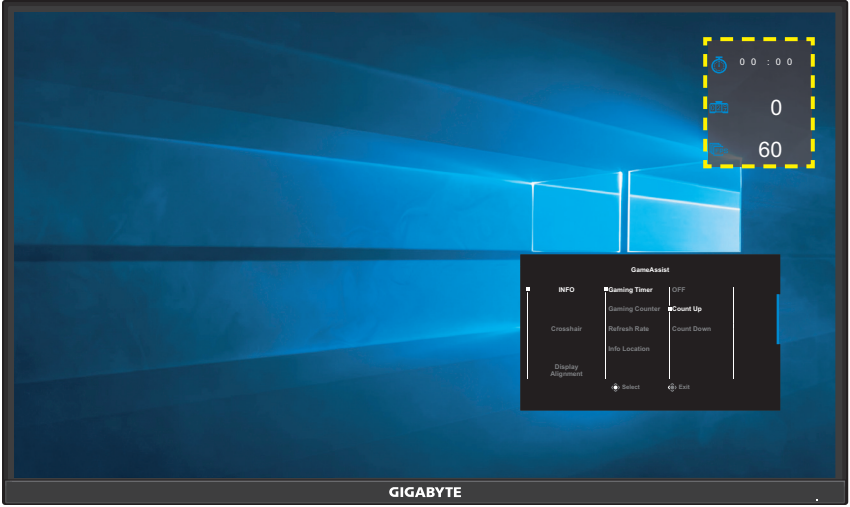 00 :00
0
60
GameAssist
INFO
Gaming Timer
OFF
Gaming Counter
Count Up
Crosshair
Refresh Rate
Count Down
Info Location
Display
Alignment
Select
Exit
GIGABYTE